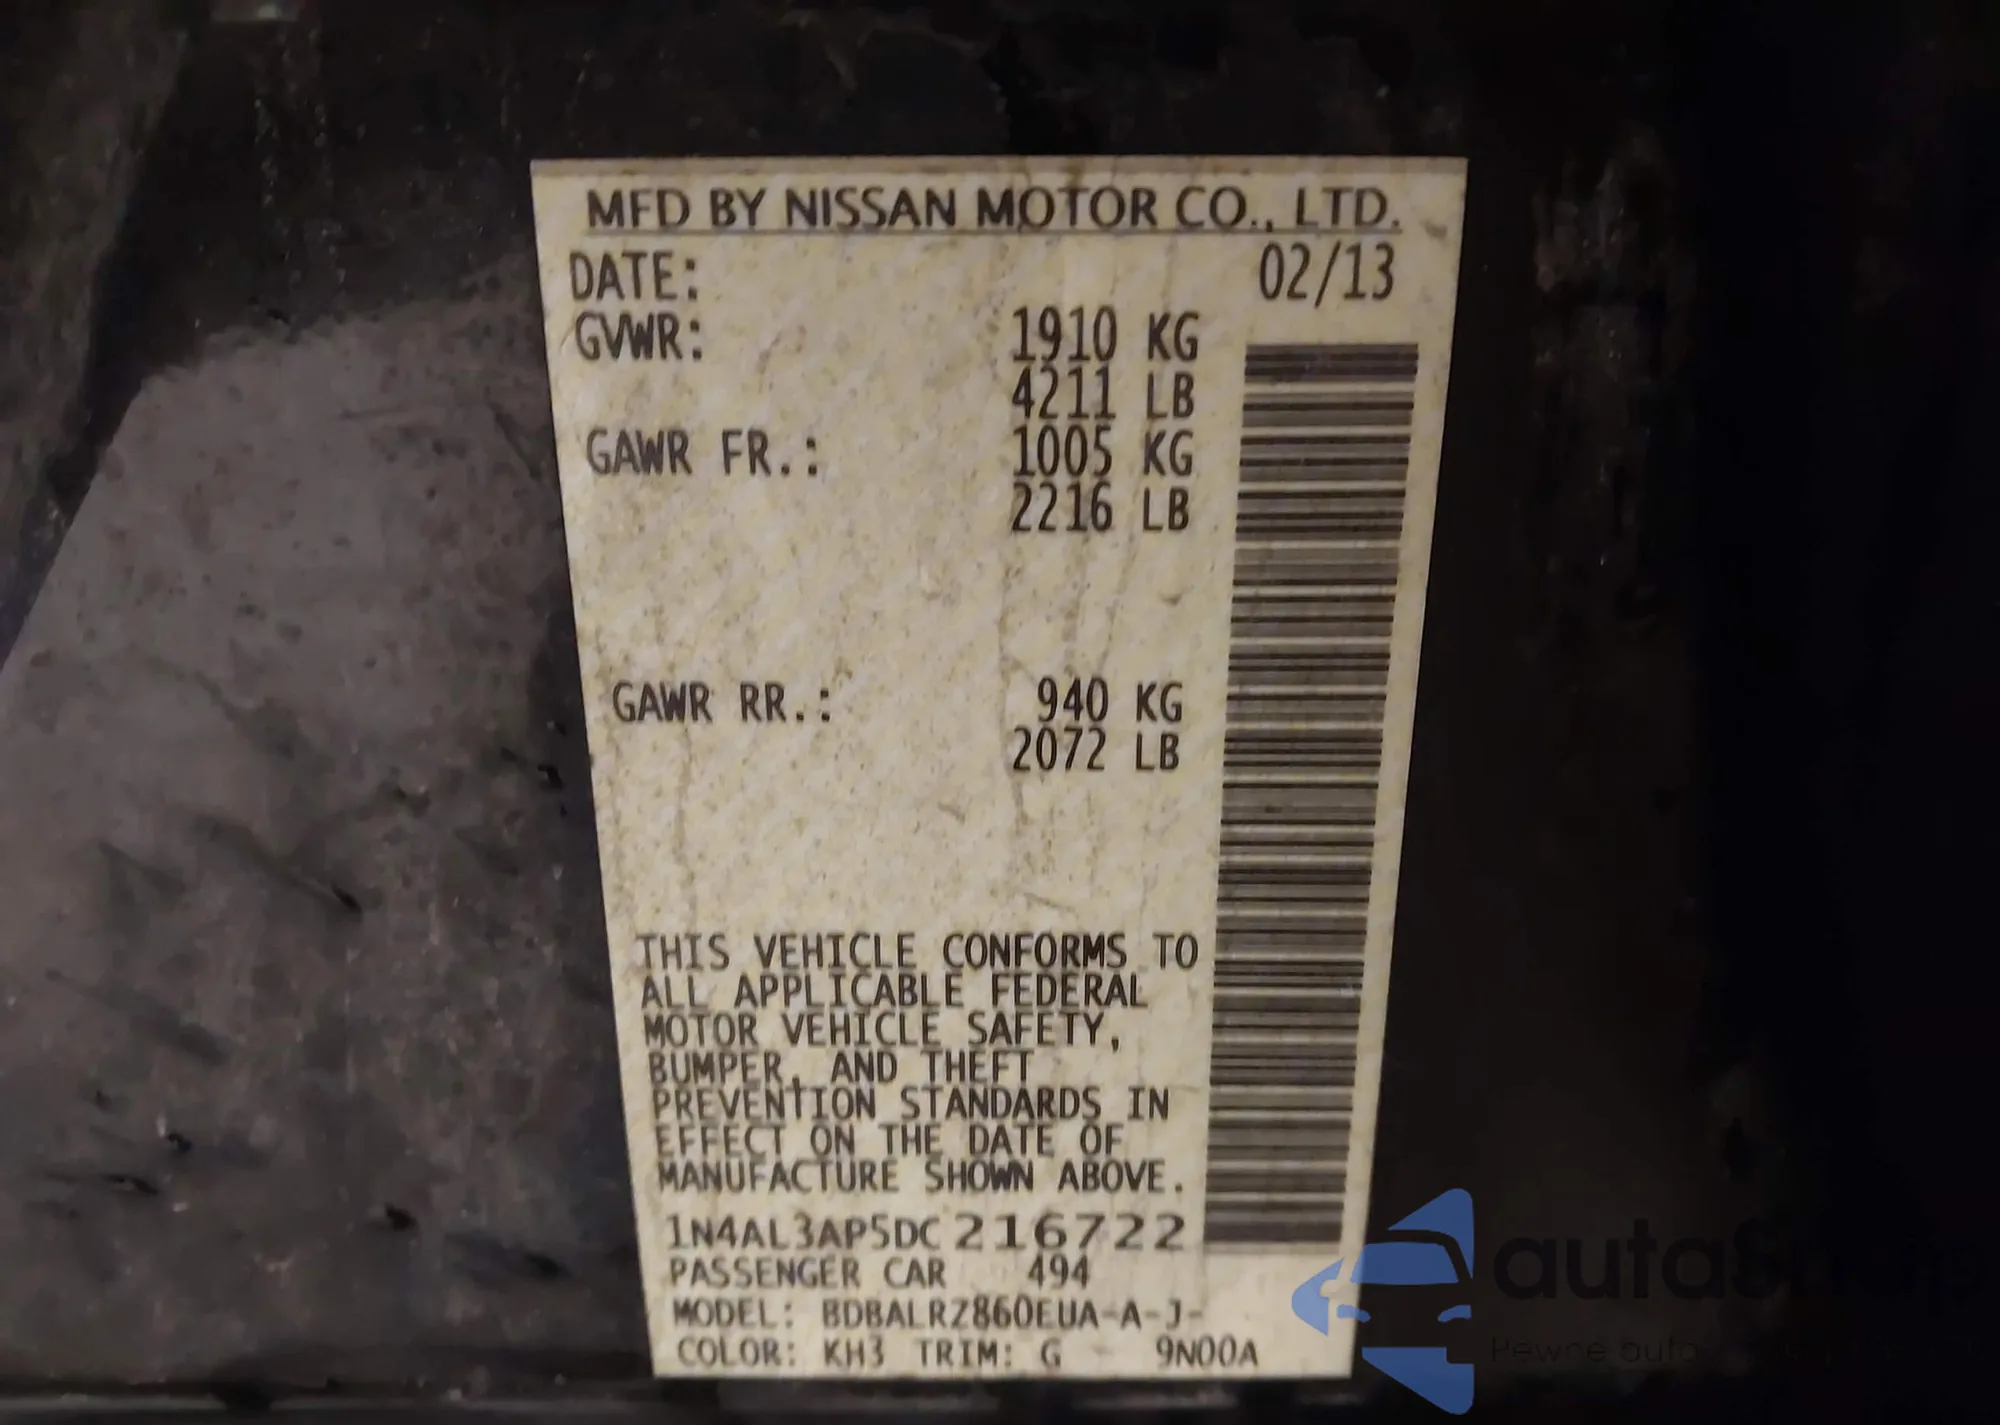 MFD BY NISSAN MOTOR CO., LTD.
DATE: 02/13
GVWR: 1910 KG
4211 LB
GAWR FR.: 1005 KG
2216 LB
GAWR RR.: 940 KG
2072 LB
THIS VEHICLE CONFORMS TO
ALL APPLICABLE FEDERAL
MOTOR VEHICLE SAFETY,
BUMPER, AND THEFT
PREVENTION STANDARDS IN
EFFECT ON THE DATE OF
MANUFACTURE SHOWN ABOVE.
1N4AL3AP5DC216722
PASSENGER CAR 494
MODEL: BDBALRZ860EUA-A-J-
COLOR: KH3 TRIM: G - 9N00A
autaShop
Pewne auto